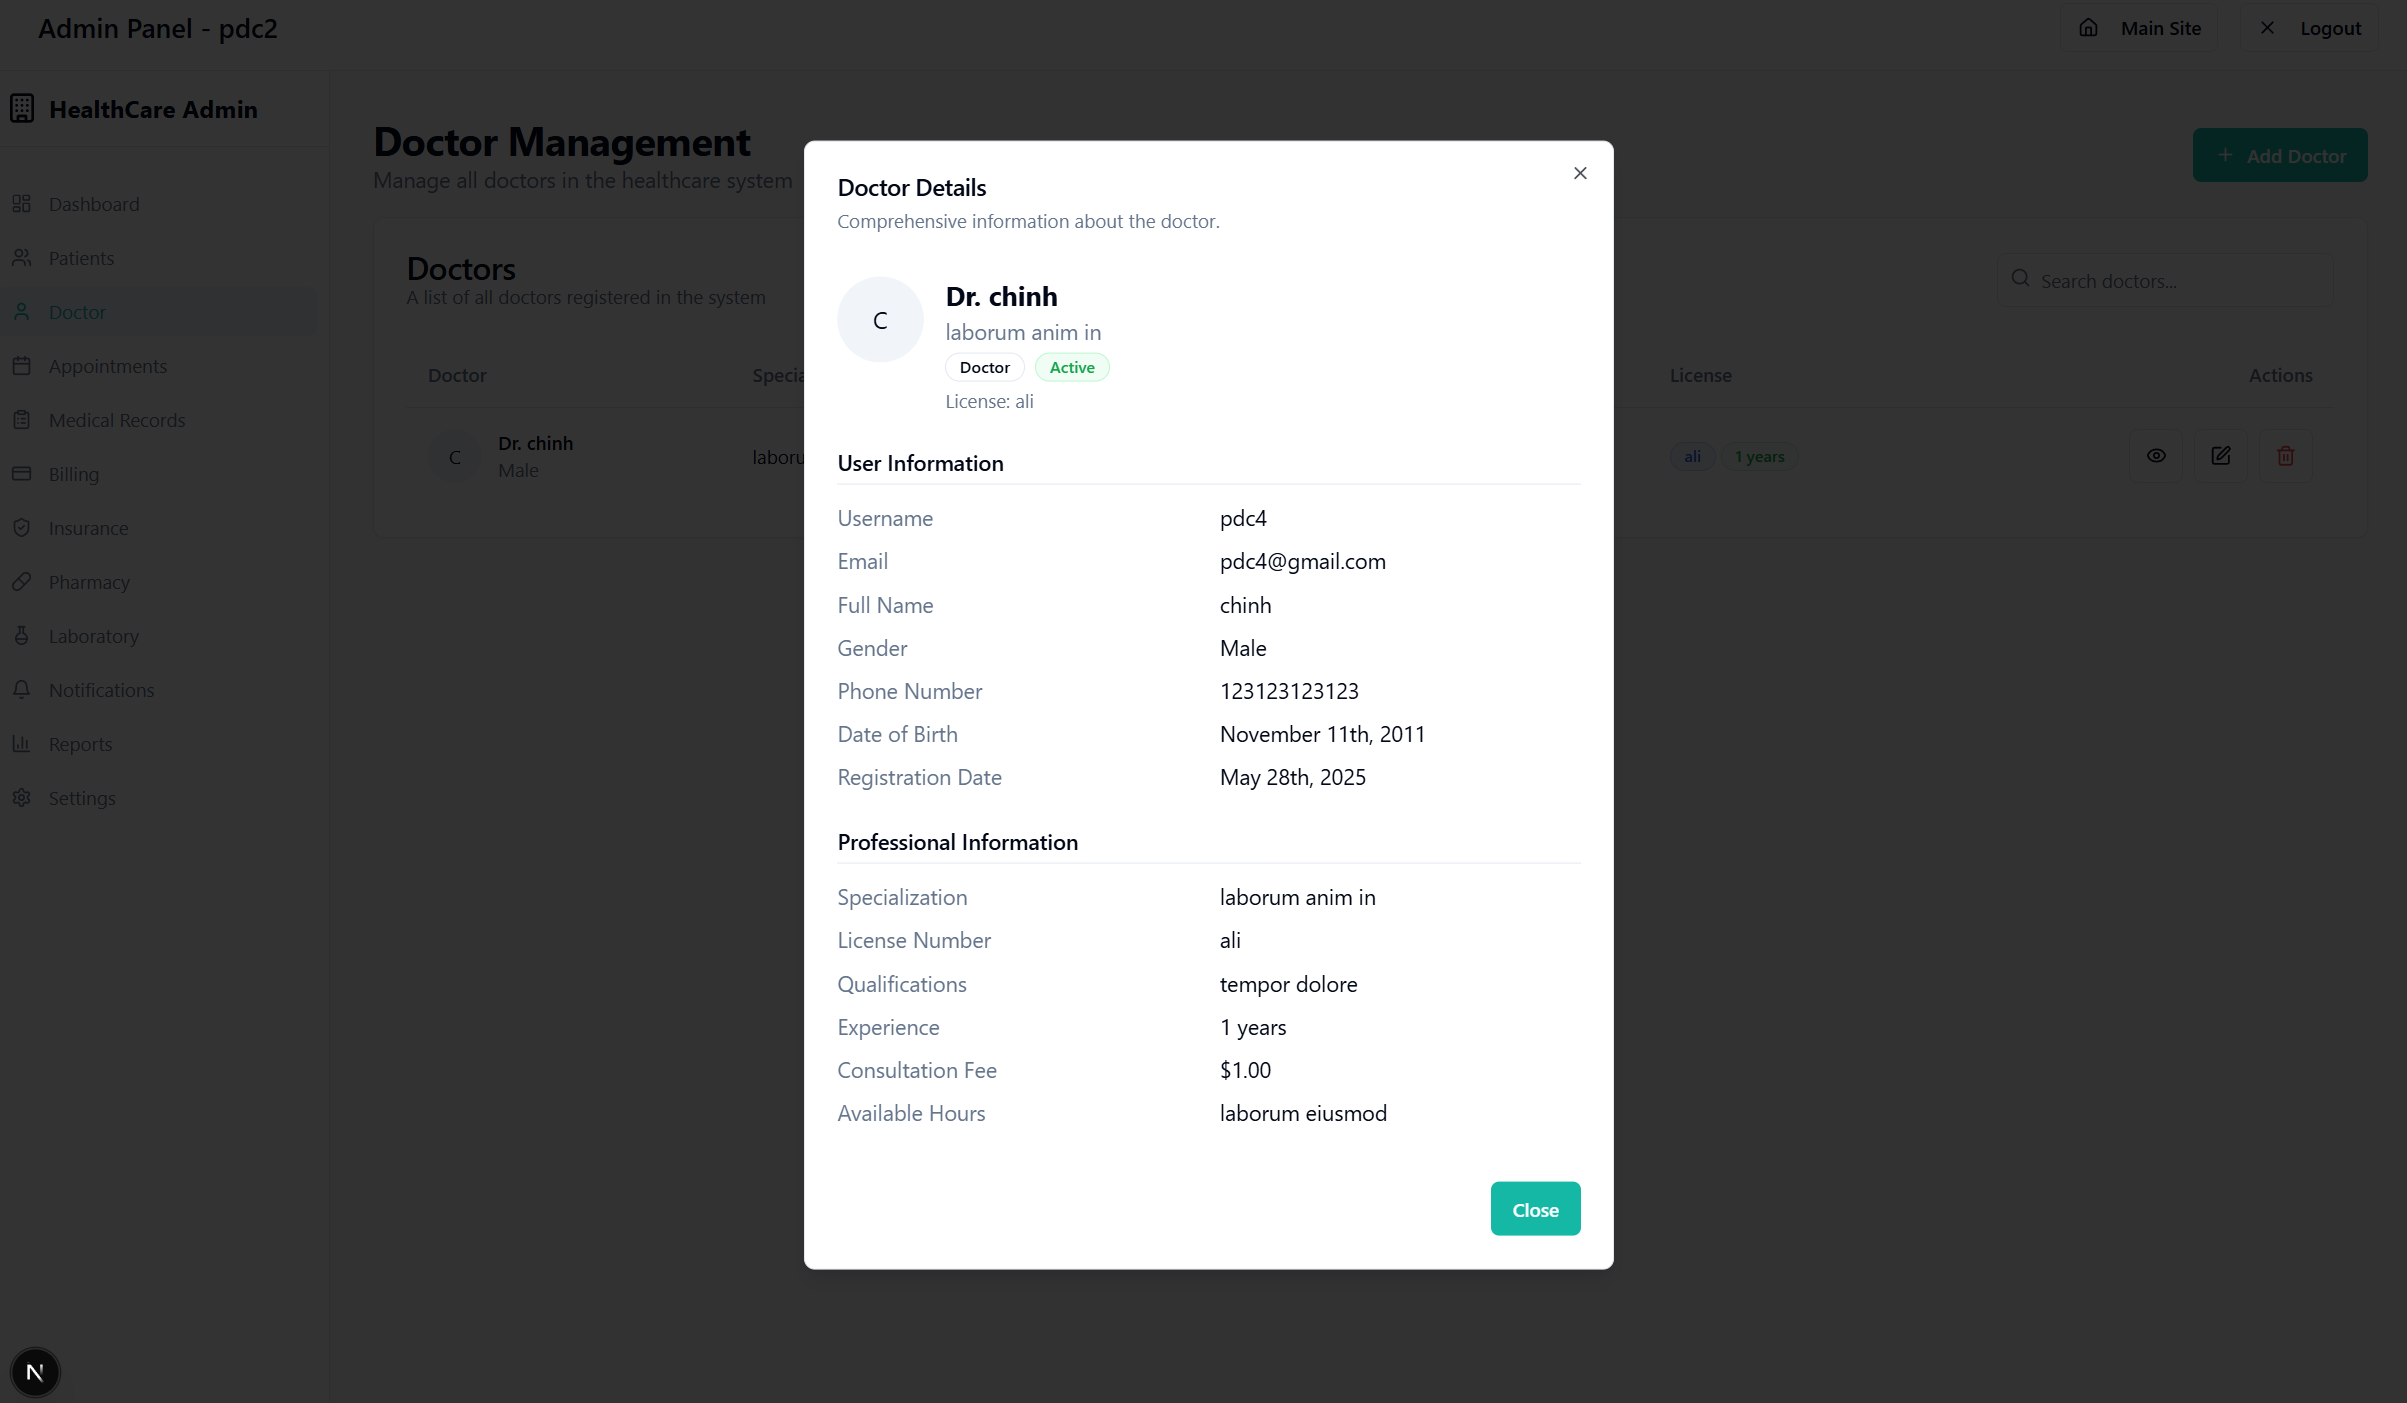 Admin Panel - pdc2
Main Site
Logout
HealthCare Admin
Dashboard
Patients
Doctor
Appointments
Medical Records
Billing
Insurance
Pharmacy
Laboratory
Notifications
Reports
Settings
Doctor Management
Manage all doctors in the healthcare system
+ Add Doctor
Doctors
A list of all doctors registered in the system
Search doctors...
Doctor
License
Actions
C
Dr. chinh
Male
ali
1 years
Doctor Details
Comprehensive information about the doctor.
C
Dr. chinh
laborum anim in
Doctor
Active
License: ali
User Information
Username pdc4
Email pdc4@gmail.com
Full Name chinh
Gender Male
Phone Number 123123123123
Date of Birth November 11th, 2011
Registration Date May 28th, 2025
Professional Information
Specialization laborum anim in
License Number ali
Qualifications tempor dolore
Experience 1 years
Consultation Fee $1.00
Available Hours laborum eiusmod
Close
N